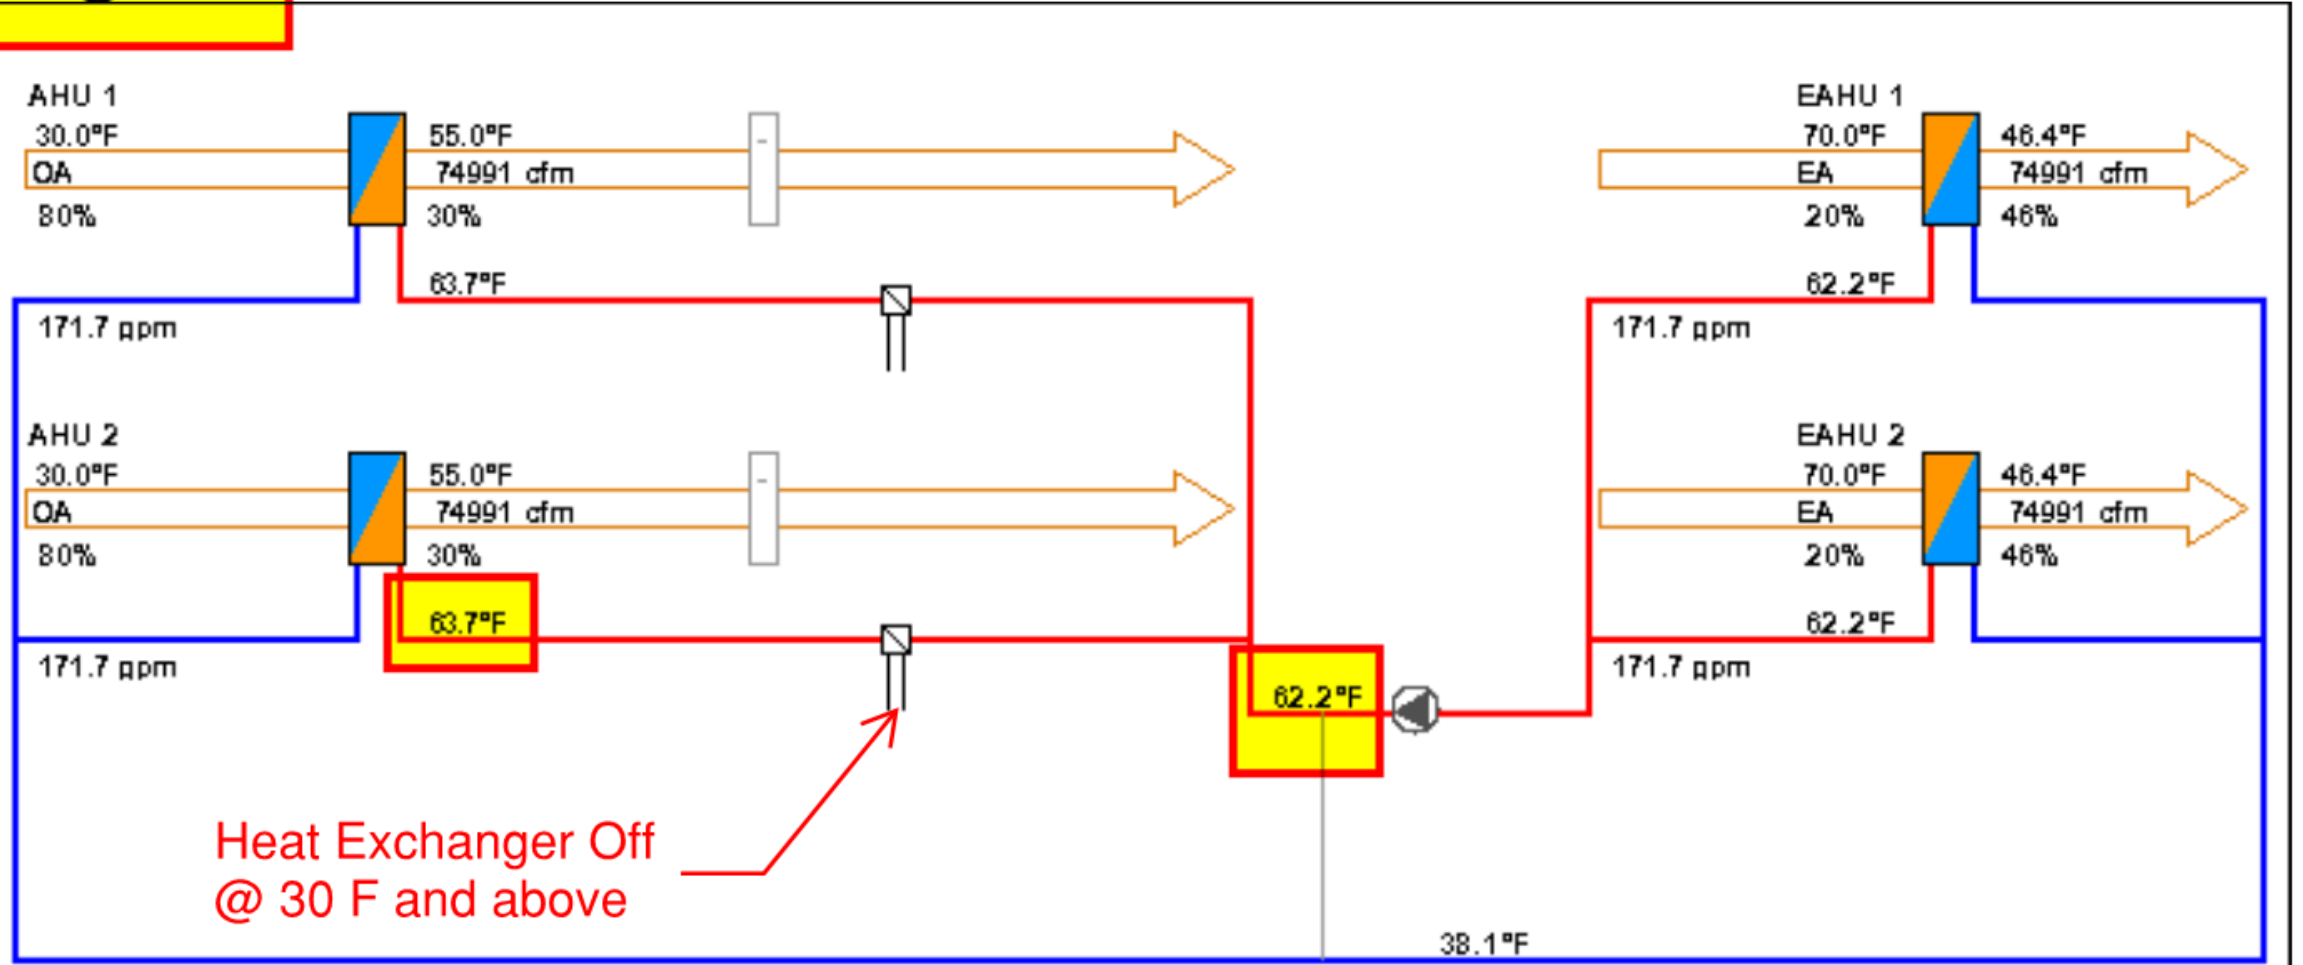 AHU 1
30.0°F
OA
80%
55.0°F
74991 cfm
30%
-
63.7°F
171.7 gpm
EAHU 1
70.0°F
EA
20%
46.4°F
74991 cfm
46%
62.2°F
171.7 gpm
AHU 2
30.0°F
OA
80%
55.0°F
74991 cfm
30%
-
63.7°F
171.7 gpm
EAHU 2
70.0°F
EA
20%
46.4°F
74991 cfm
46%
62.2°F
171.7 gpm
62.2°F
Heat Exchanger Off
@ 30 F and above
38.1°F